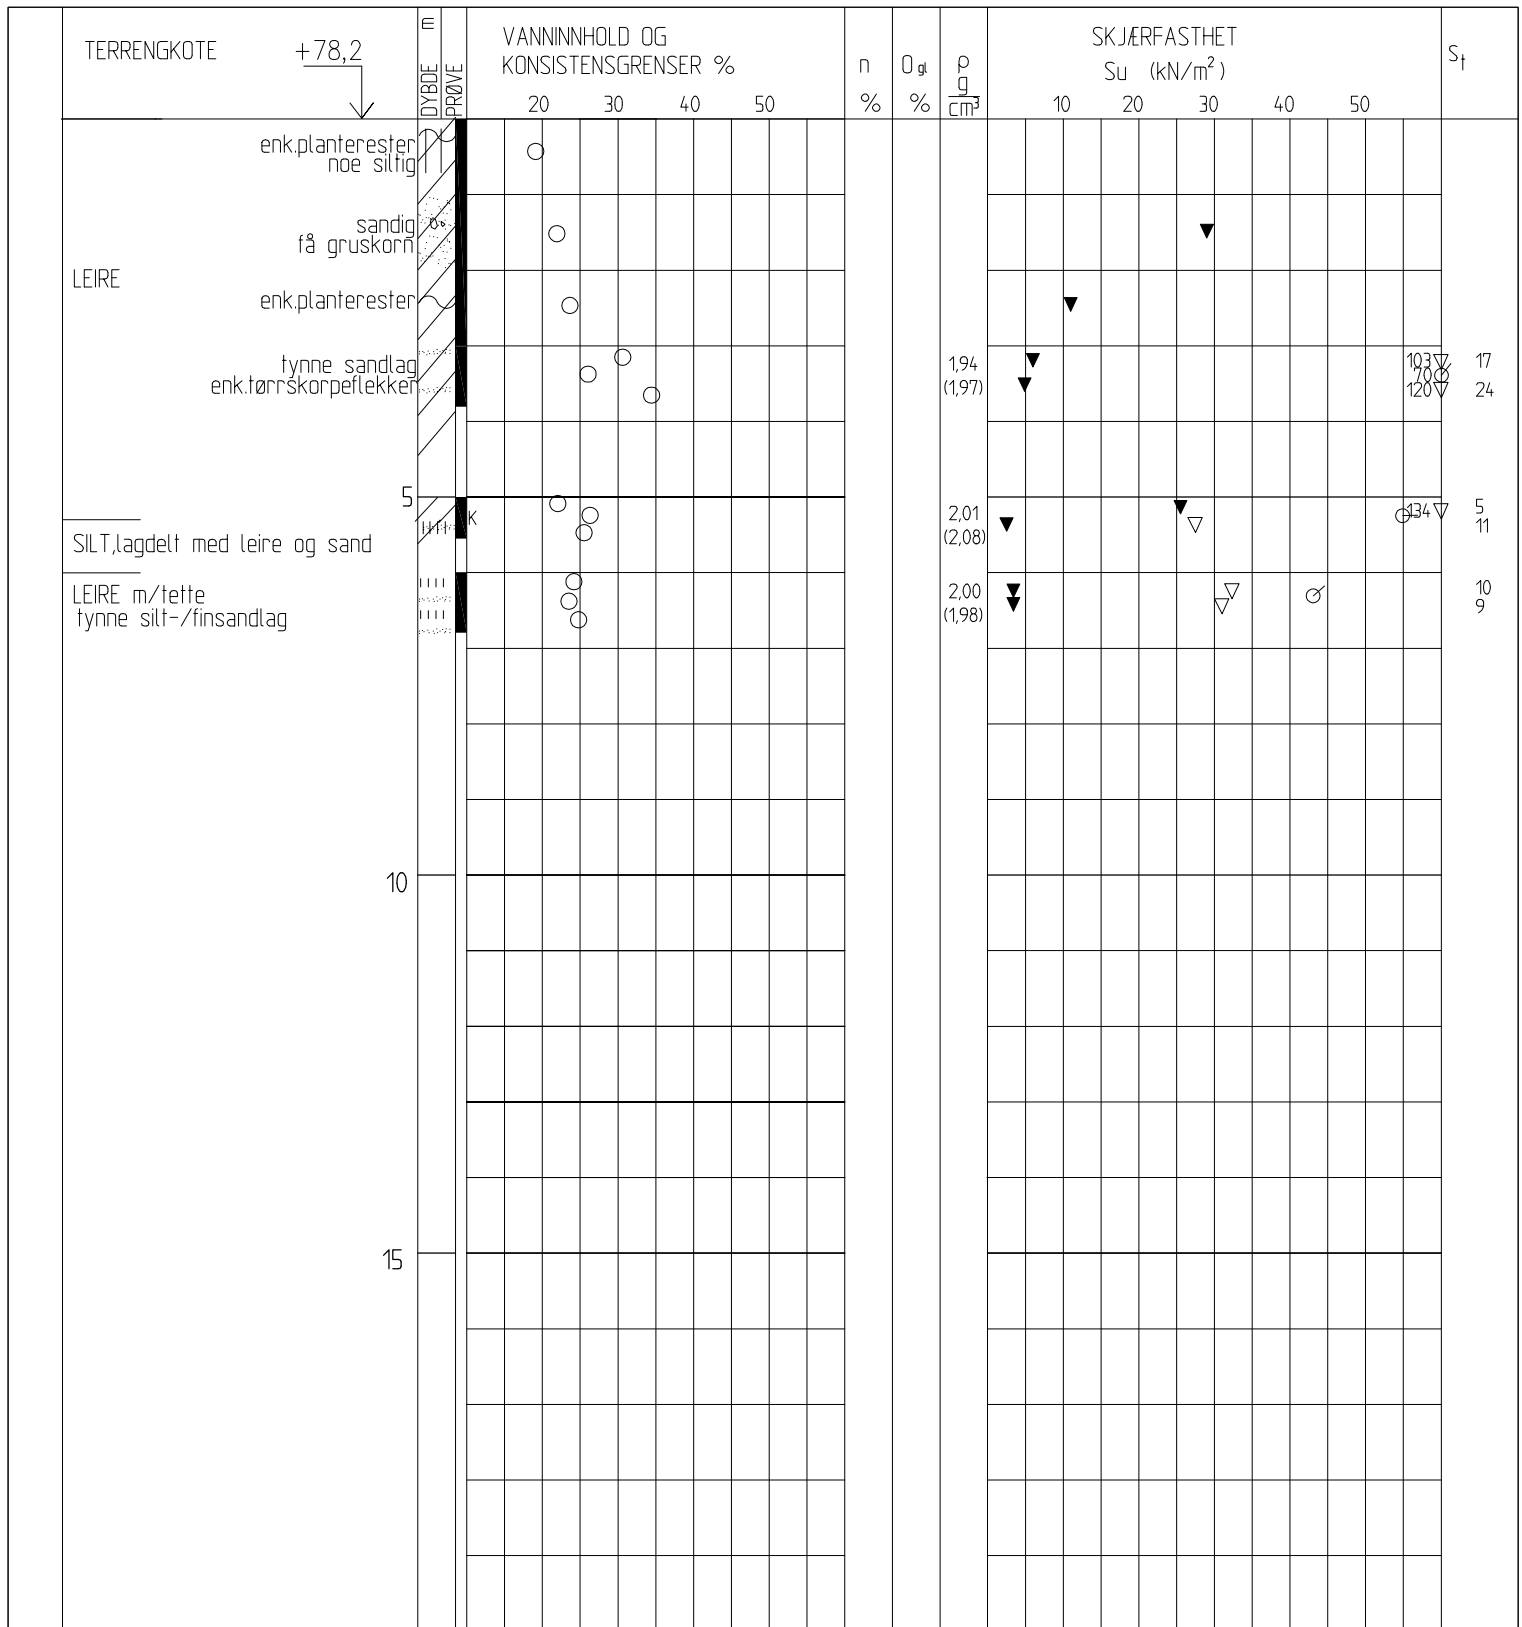 TERRENGKOTE +78,2
DYBDE m
PRØVE
VANNINNHOLD OG
KONSISTENSGRENSER %
20 30 40 50
n
%
O gl
%
ρ
g
cm³
SKJÆRFASTHET
Su (kN/m²)
10 20 30 40 50
St
enk.planterester
noe siltig
sandig
få gruskorn
LEIRE
enk.planterester
tynne sandlag
enk.tørrskorpeflekker
1,94
(1,97)
103 17
70
120 24
5
K
2,01
(2,08)
134 5
11
SILT,lagdelt med leire og sand
LEIRE m/tette
tynne silt-/finsandlag
2,00
(1,98)
10
9
10
15